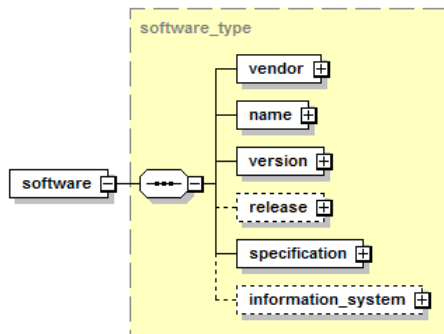 software_type
vendor
name
version
software
release
specification
information_system